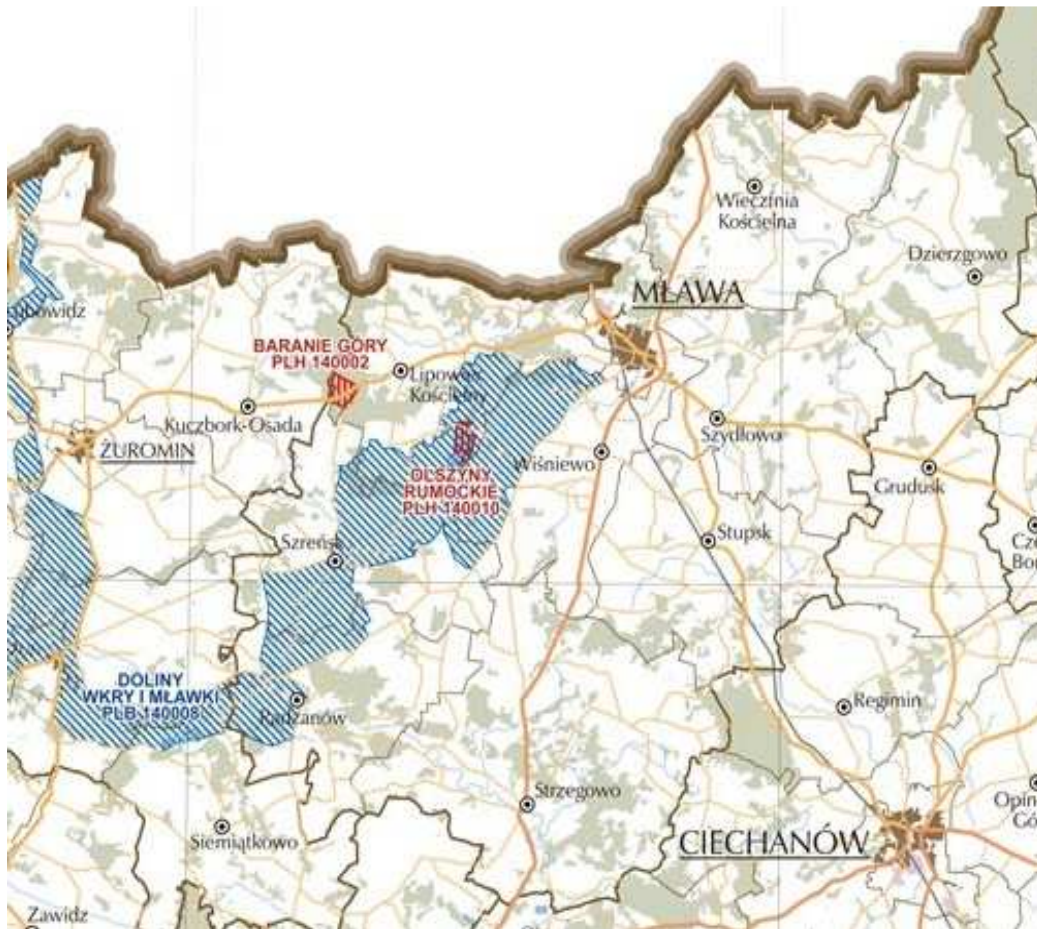 Wieczfnia
Kościelna
Dzierzgowo
MŁAWA
BARANIE GÓRY
PLH 140002
Lipowiec
Kościelny
Kuczbork-Osada
ŻUROMIN
Szydłowo
Wiśniewo
Grudusk
OLSZYNY
RUMOCKIE
PLH 140010
Stupsk
Szreńsk
DOLINY
WKRY I MŁAWKI
PLB 140008
Radzanów
Regimin
Strzegowo
Siemiątkowo
CIECHANÓW
Zawidz